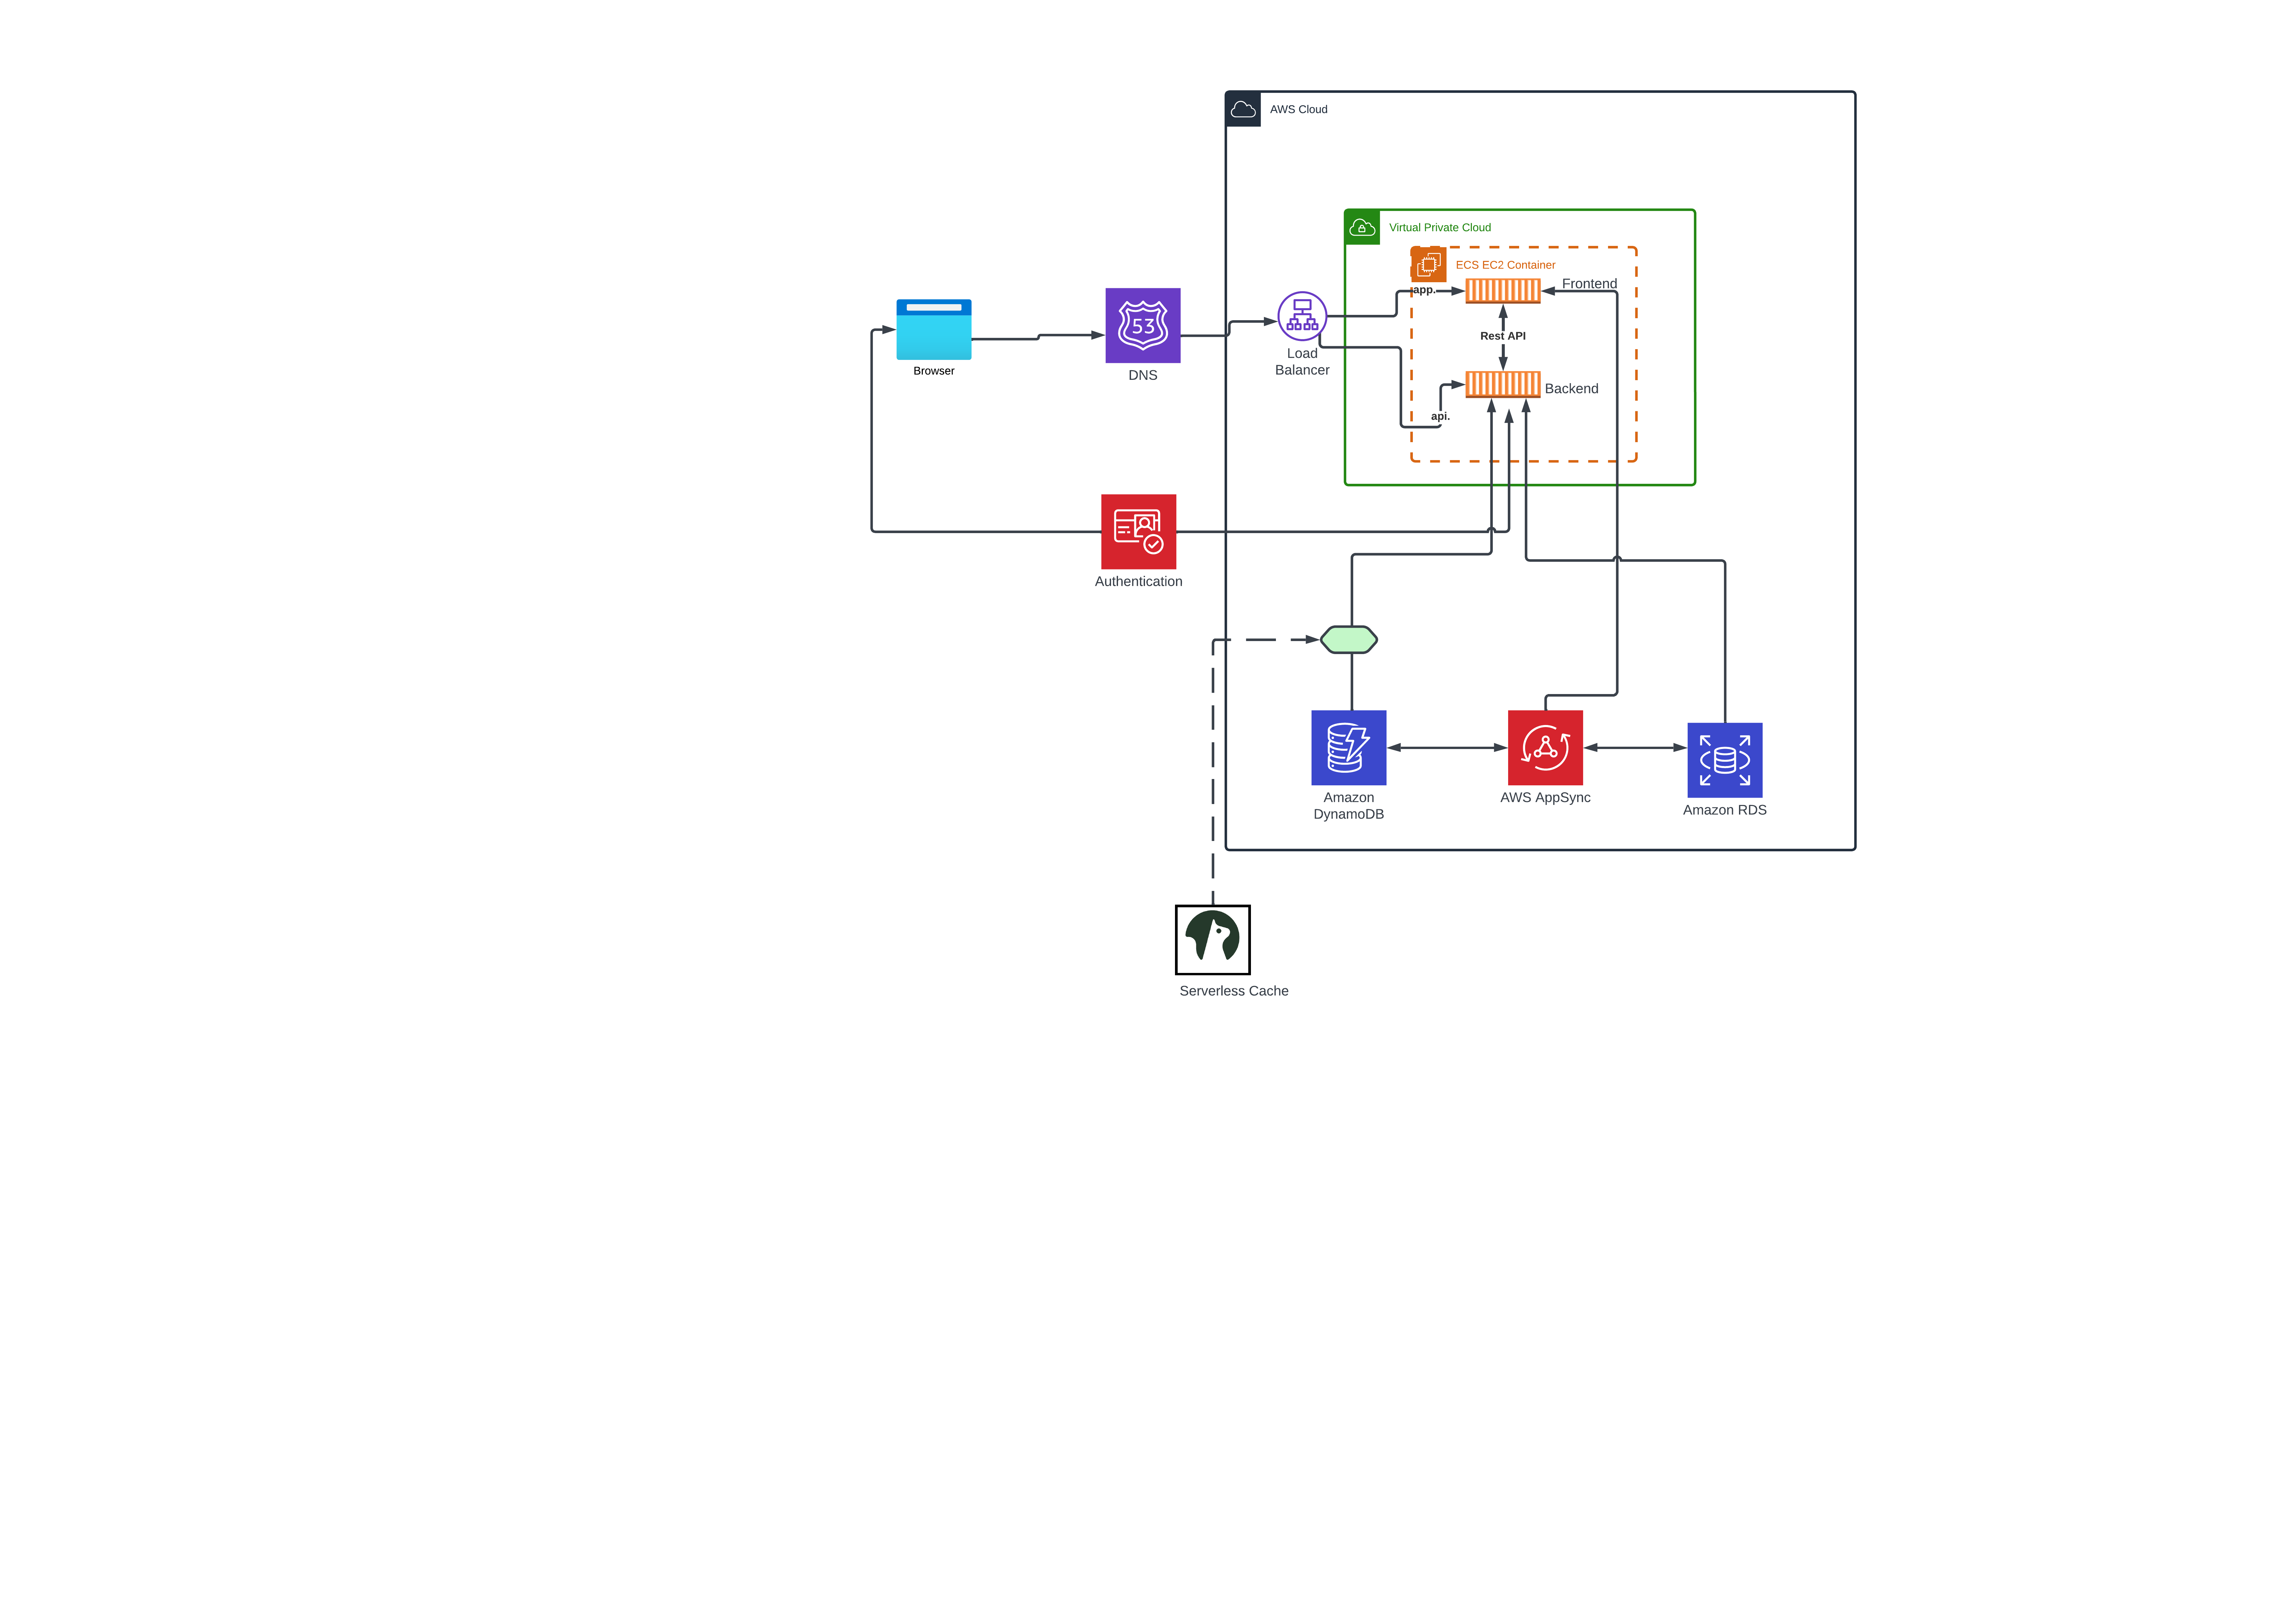 AWS Cloud
Virtual Private Cloud
ECS EC2 Container
Frontend
app.
Rest API
Backend
api.
53
Browser
DNS
Load
Balancer
Authentication
Amazon
DynamoDB
AWS AppSync
Amazon RDS
Serverless Cache